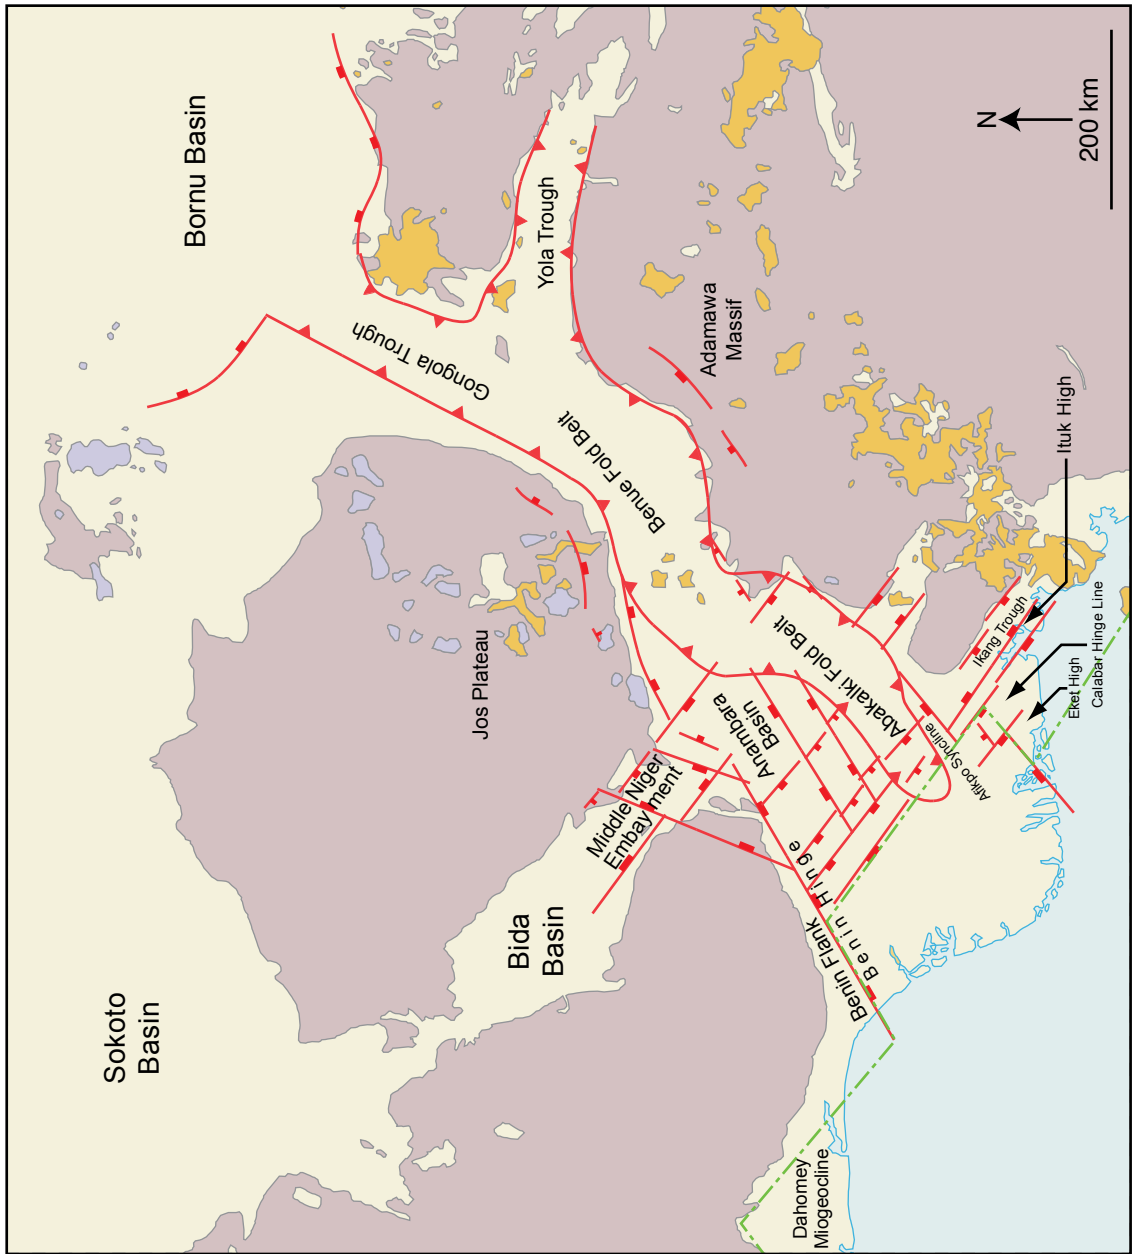 Sokoto
Basin
Bornu Basin
Gongola Trough
Yola Trough
Jos Plateau
Benue Fold Belt
Adamawa
Massif
Bida
Basin
Middle Niger
Embayment
Anambara
Basin
Abakaliki Fold Belt
Benin Flank
Benin Hinge
Afikpo Syncline
Ikang Trough
Ituk High
Eket High
Calabar Hinge Line
Dahomey
Miogeocline
N
200 km